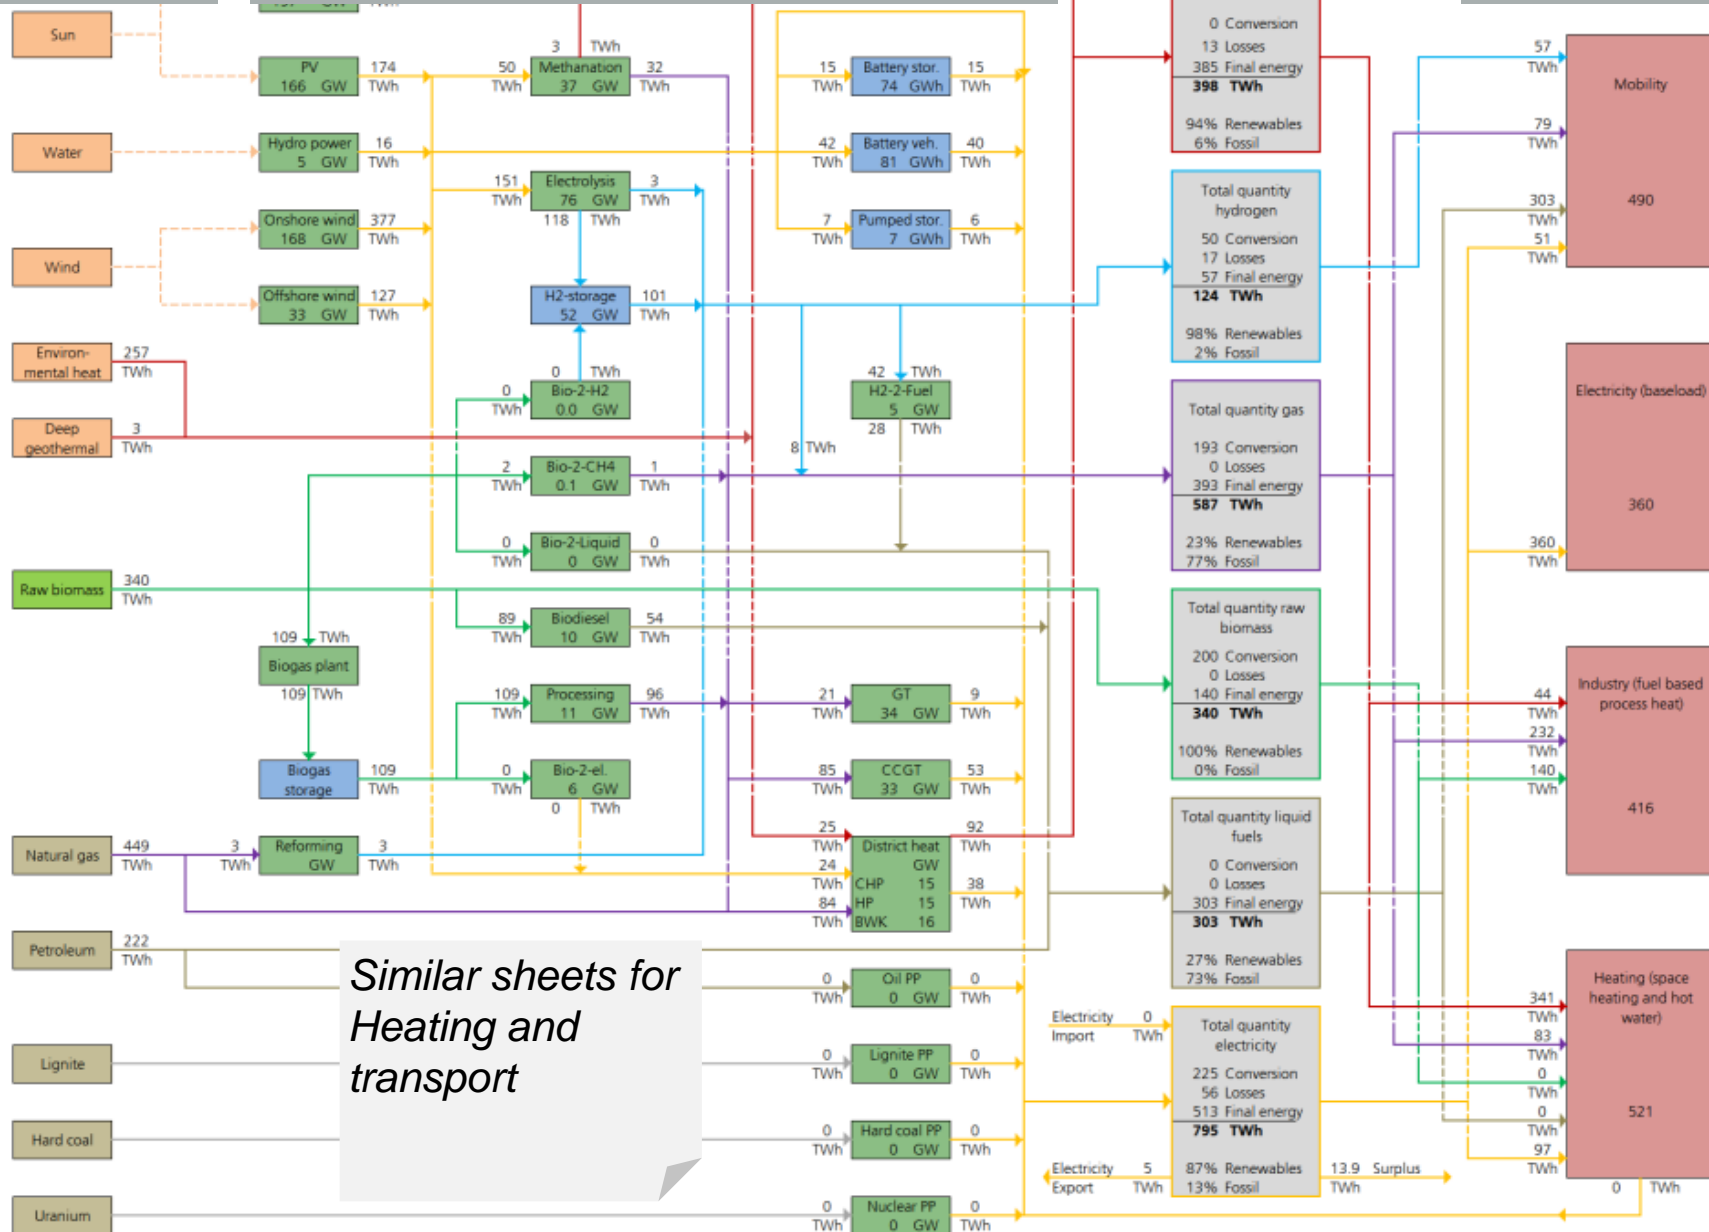 Sun
3 TWh
0 Conversion
13 Losses
385 Final energy
398 TWh
94% Renewables
6% Fossil
57
TWh
Mobility
490
PV
166 GW
174
TWh
50
TWh
Methanation
37 GW
32
TWh
15
TWh
Battery stor.
74 GWh
15
TWh
79
TWh
Water
Hydro power
5 GW
16
TWh
42
TWh
Battery veh.
81 GWh
40
TWh
151
TWh
Electrolysis
76 GW
3
TWh
118 TWh
Total quantity
hydrogen
50 Conversion
17 Losses
57 Final energy
124 TWh
98% Renewables
2% Fossil
303
TWh
51
TWh
Onshore wind
168 GW
377
TWh
7
TWh
Pumped stor.
7 GWh
6
TWh
Wind
Offshore wind
33 GW
127
TWh
H2-storage
52 GW
101
TWh
Environ-
mental heat
257
TWh
0 TWh
0
TWh
Bio-2-H2
0.0 GW
42 TWh
H2-2-Fuel
5 GW
28 TWh
Electricity (baseload)
360
Deep
geothermal
3
TWh
8 TWh
Total quantity gas
193 Conversion
0 Losses
393 Final energy
587 TWh
23% Renewables
77% Fossil
2
TWh
Bio-2-CH4
0.1 GW
1
TWh
0
TWh
Bio-2-Liquid
0 GW
0
TWh
360
TWh
Raw biomass
340
TWh
89
TWh
Biodiesel
10 GW
54
TWh
Total quantity raw
biomass
200 Conversion
0 Losses
140 Final energy
340 TWh
100% Renewables
0% Fossil
109 TWh
Biogas plant
109 TWh
109
TWh
Processing
11 GW
96
TWh
21
TWh
GT
34 GW
9
TWh
Industry (fuel based
process heat)
416
44
TWh
232
TWh
140
TWh
Biogas
storage
109
TWh
0
TWh
Bio-2-el.
6 GW
0 TWh
85
TWh
CCGT
33 GW
53
TWh
Natural gas
449
TWh
3
TWh
Reforming
GW
3
TWh
25
TWh
24
TWh
84
TWh
District heat
GW
CHP 15
HP 15
BWK 16
92
TWh
38
TWh
Total quantity liquid
fuels
0 Conversion
0 Losses
303 Final energy
303 TWh
27% Renewables
73% Fossil
Petroleum
222
TWh
Similar sheets for
Heating and
transport
0
TWh
Oil PP
0 GW
0
TWh
Heating (space
heating and hot
water)
521
341
TWh
83
TWh
0
TWh
0
TWh
97
TWh
0 TWh
Electricity
Import
0
TWh
Total quantity
electricity
225 Conversion
56 Losses
513 Final energy
795 TWh
87% Renewables
13% Fossil
Lignite
0
TWh
Lignite PP
0 GW
0
TWh
Hard coal
0
TWh
Hard coal PP
0 GW
0
TWh
Electricity
Export
5
TWh
13.9 Surplus
TWh
Uranium
0
TWh
Nuclear PP
0 GW
0
TWh